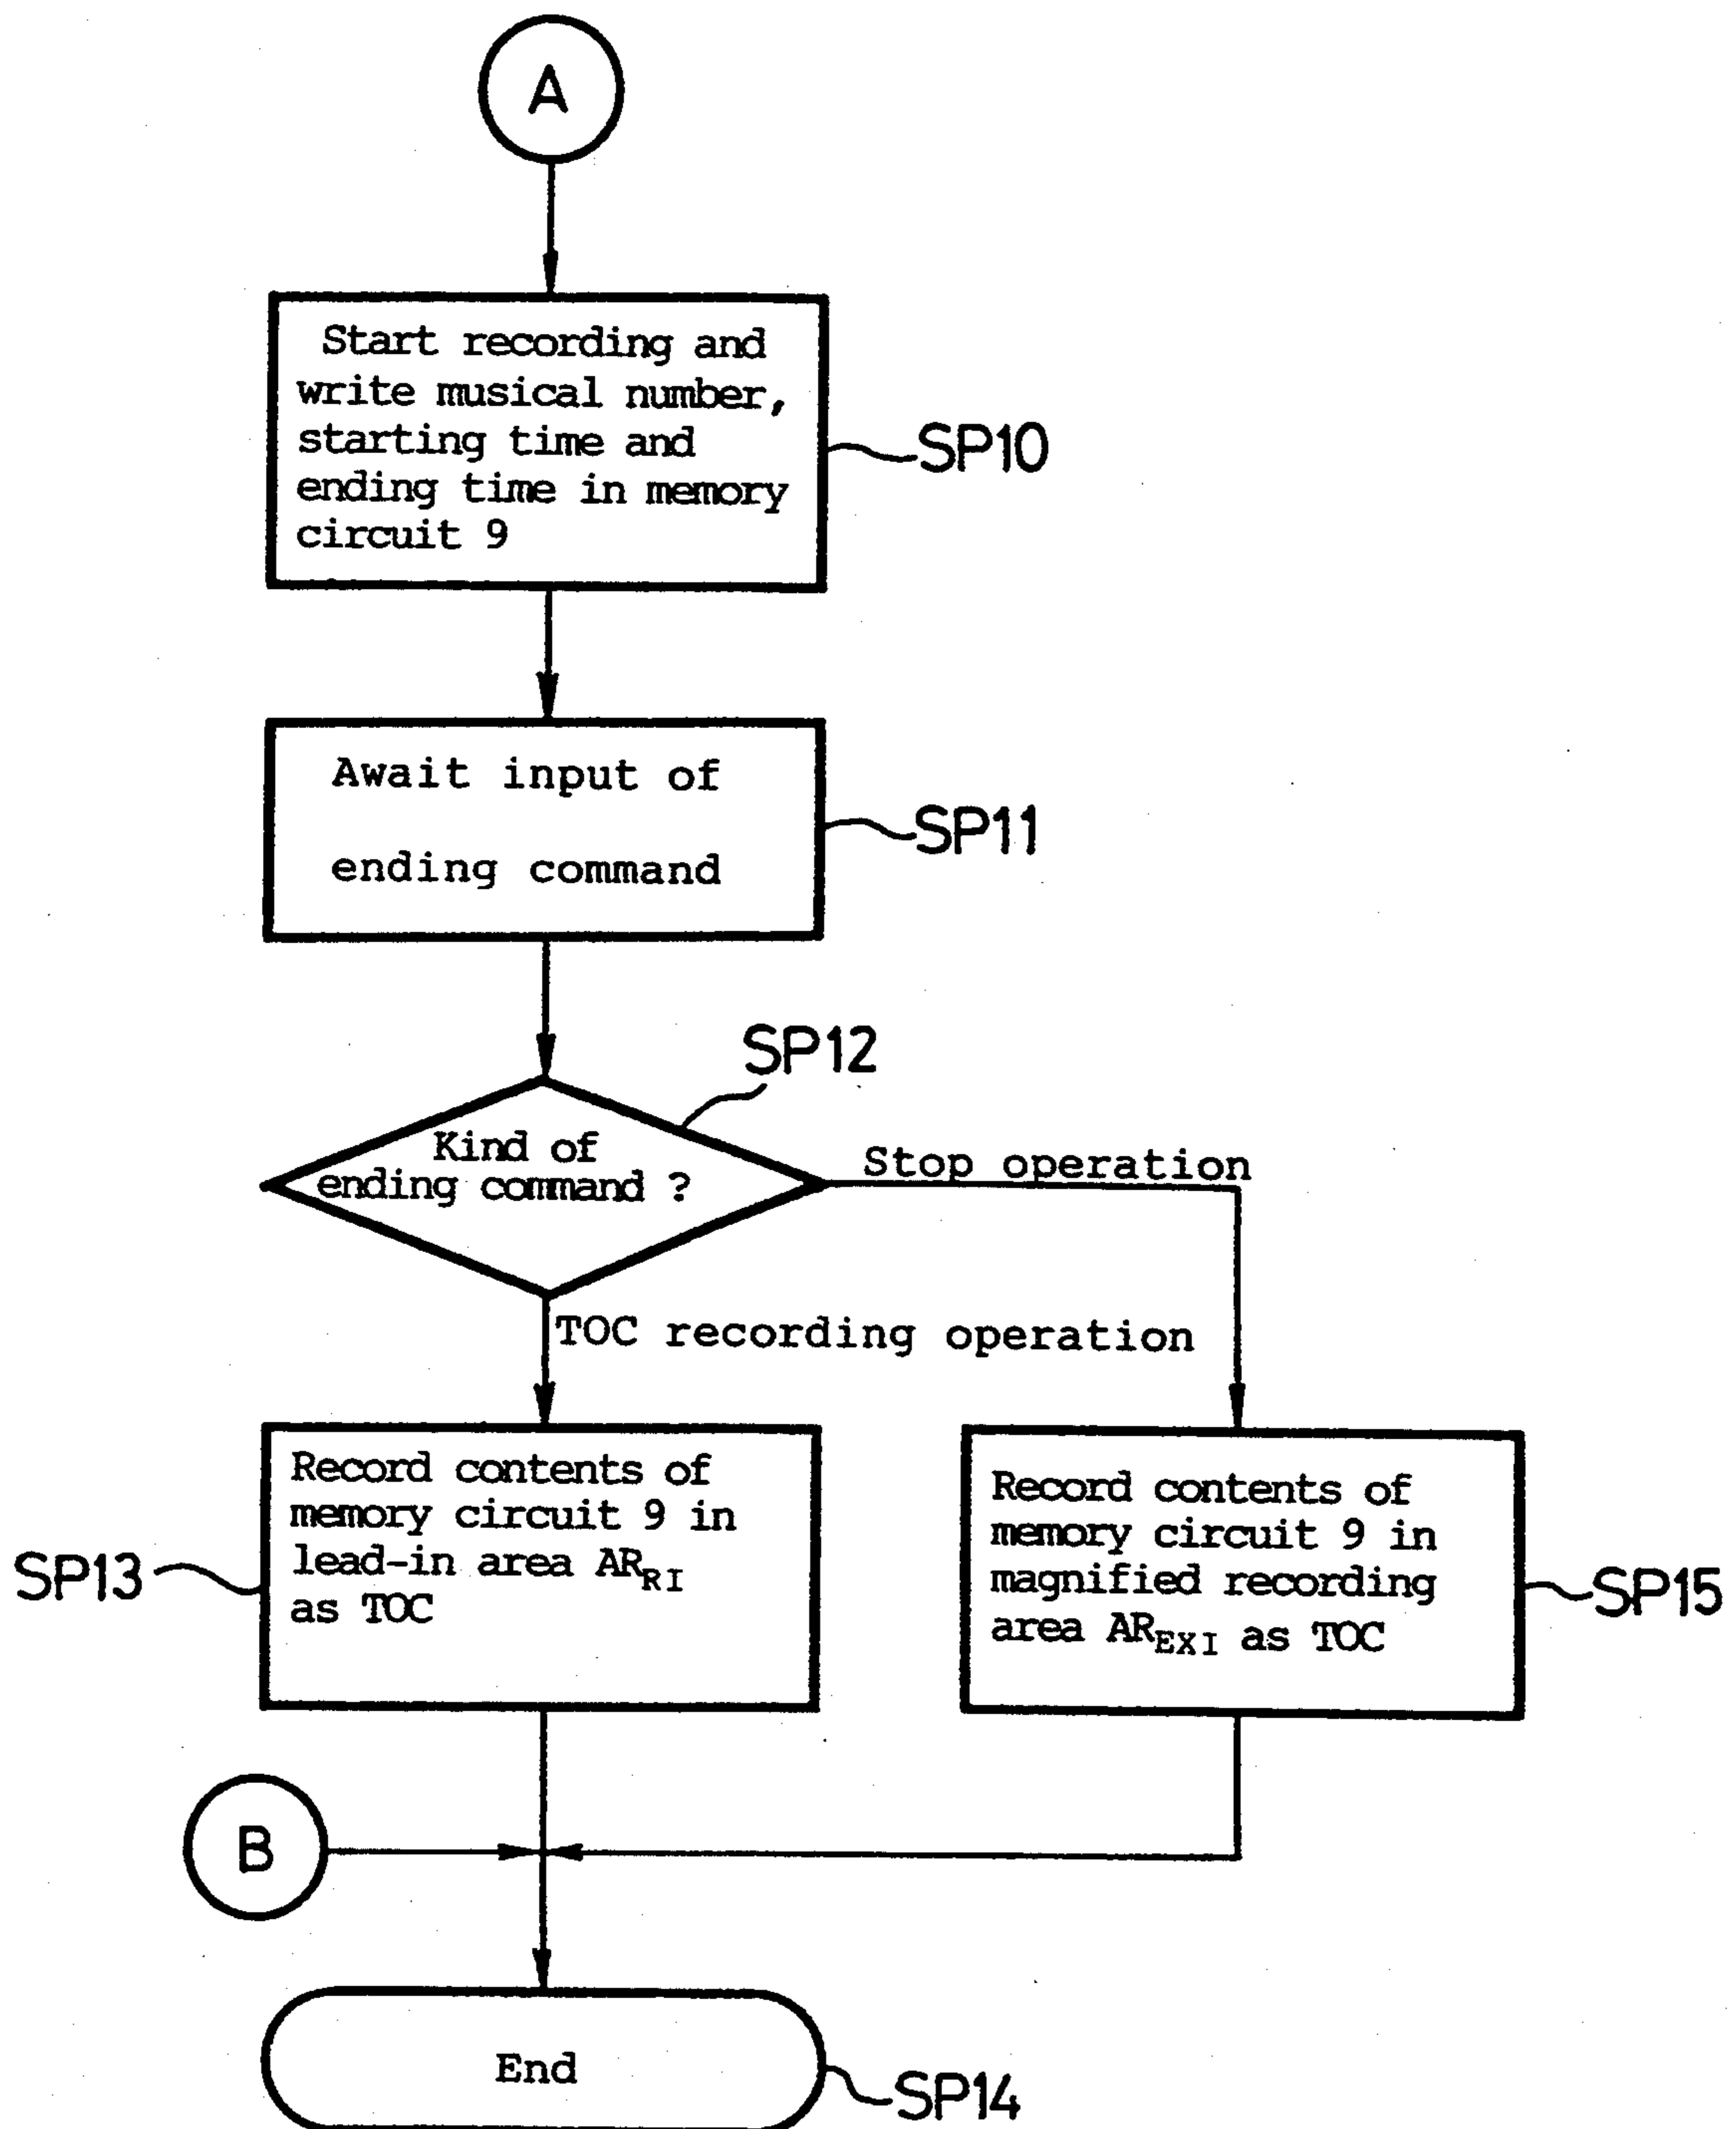 A
Start recording and
write musical number,
starting time and
ending time in memory
circuit 9
SP10
Await input of
ending command
SP11
SP12
Kind of
ending command ?
Stop operation
TOC recording operation
Record contents of
memory circuit 9 in
lead-in area AR_RI
as TOC
SP13
Record contents of
memory circuit 9 in
magnified recording
area AR_EXI as TOC
SP15
B
End
SP14